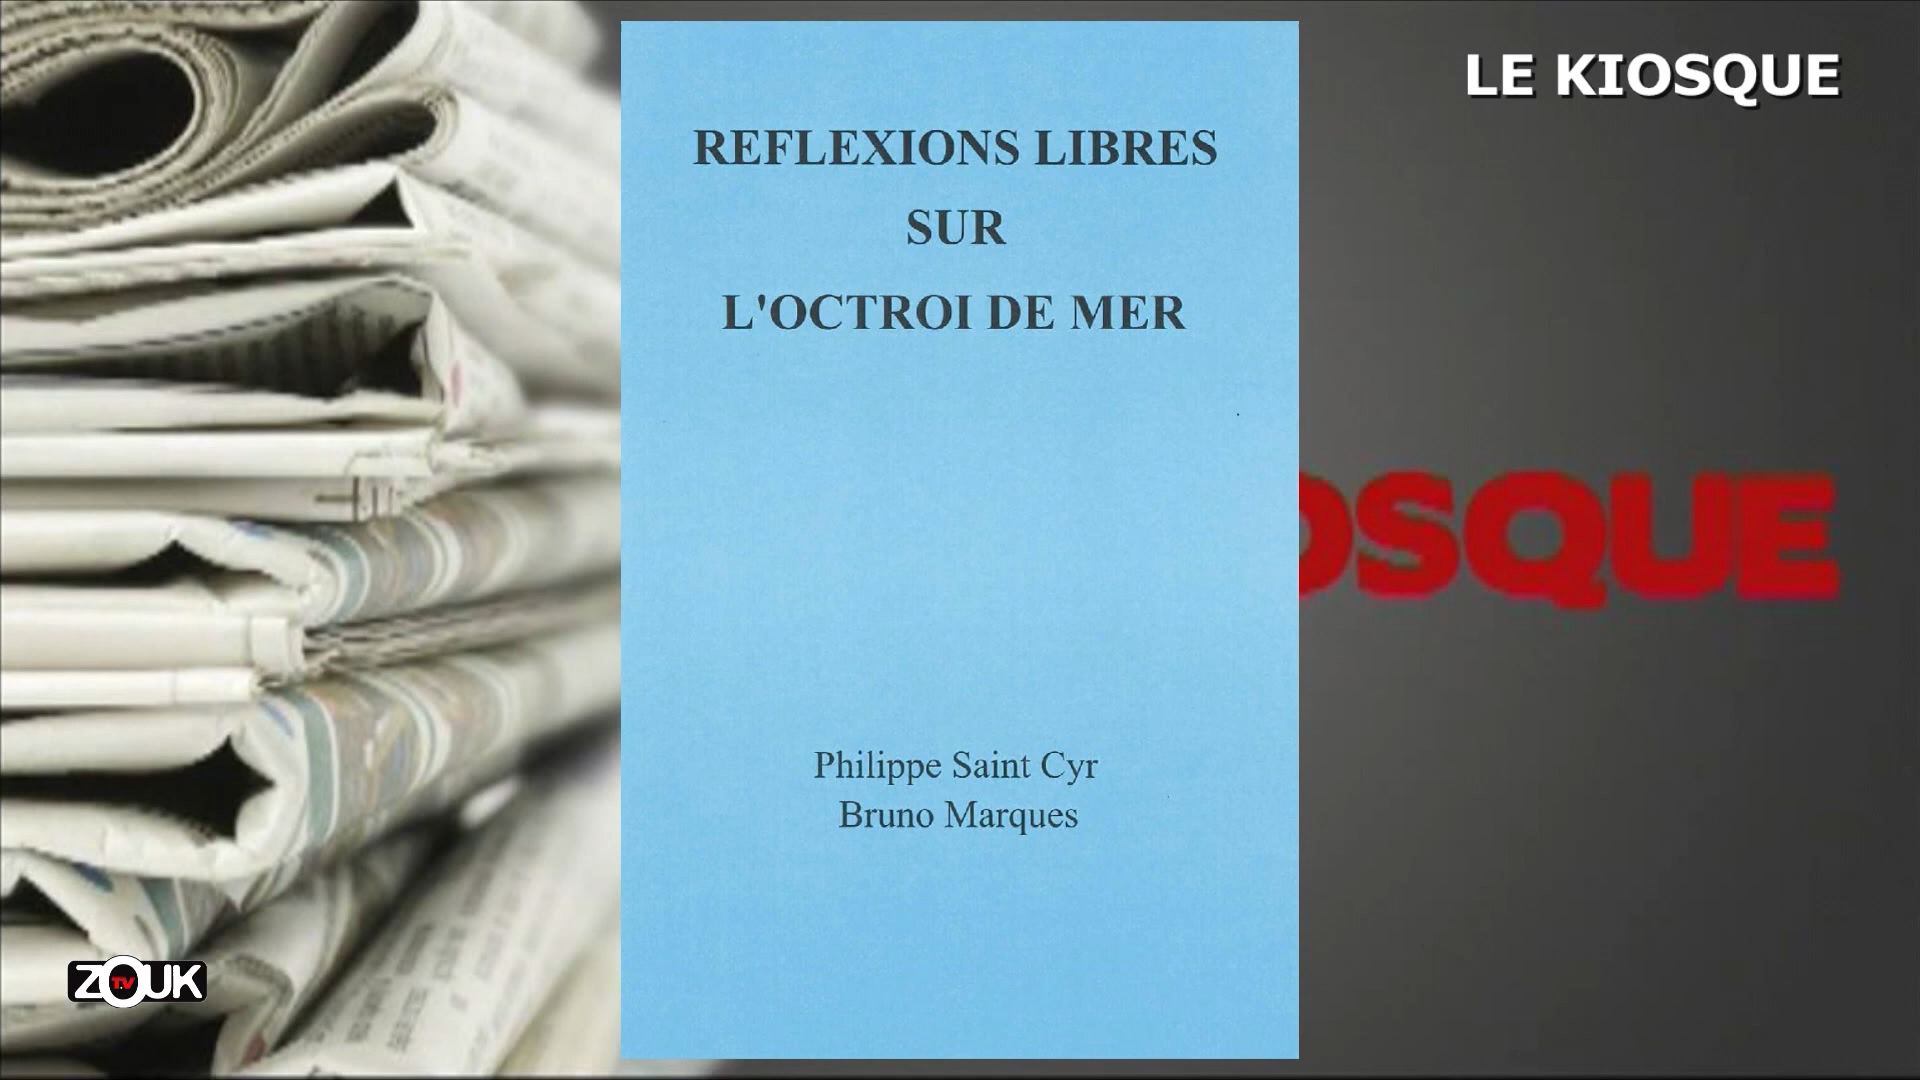 LE KIOSQUE
REFLEXIONS LIBRES
SUR
L'OCTROI DE MER
OSQUE
Philippe Saint Cyr
Bruno Marques
ZOUK
TV